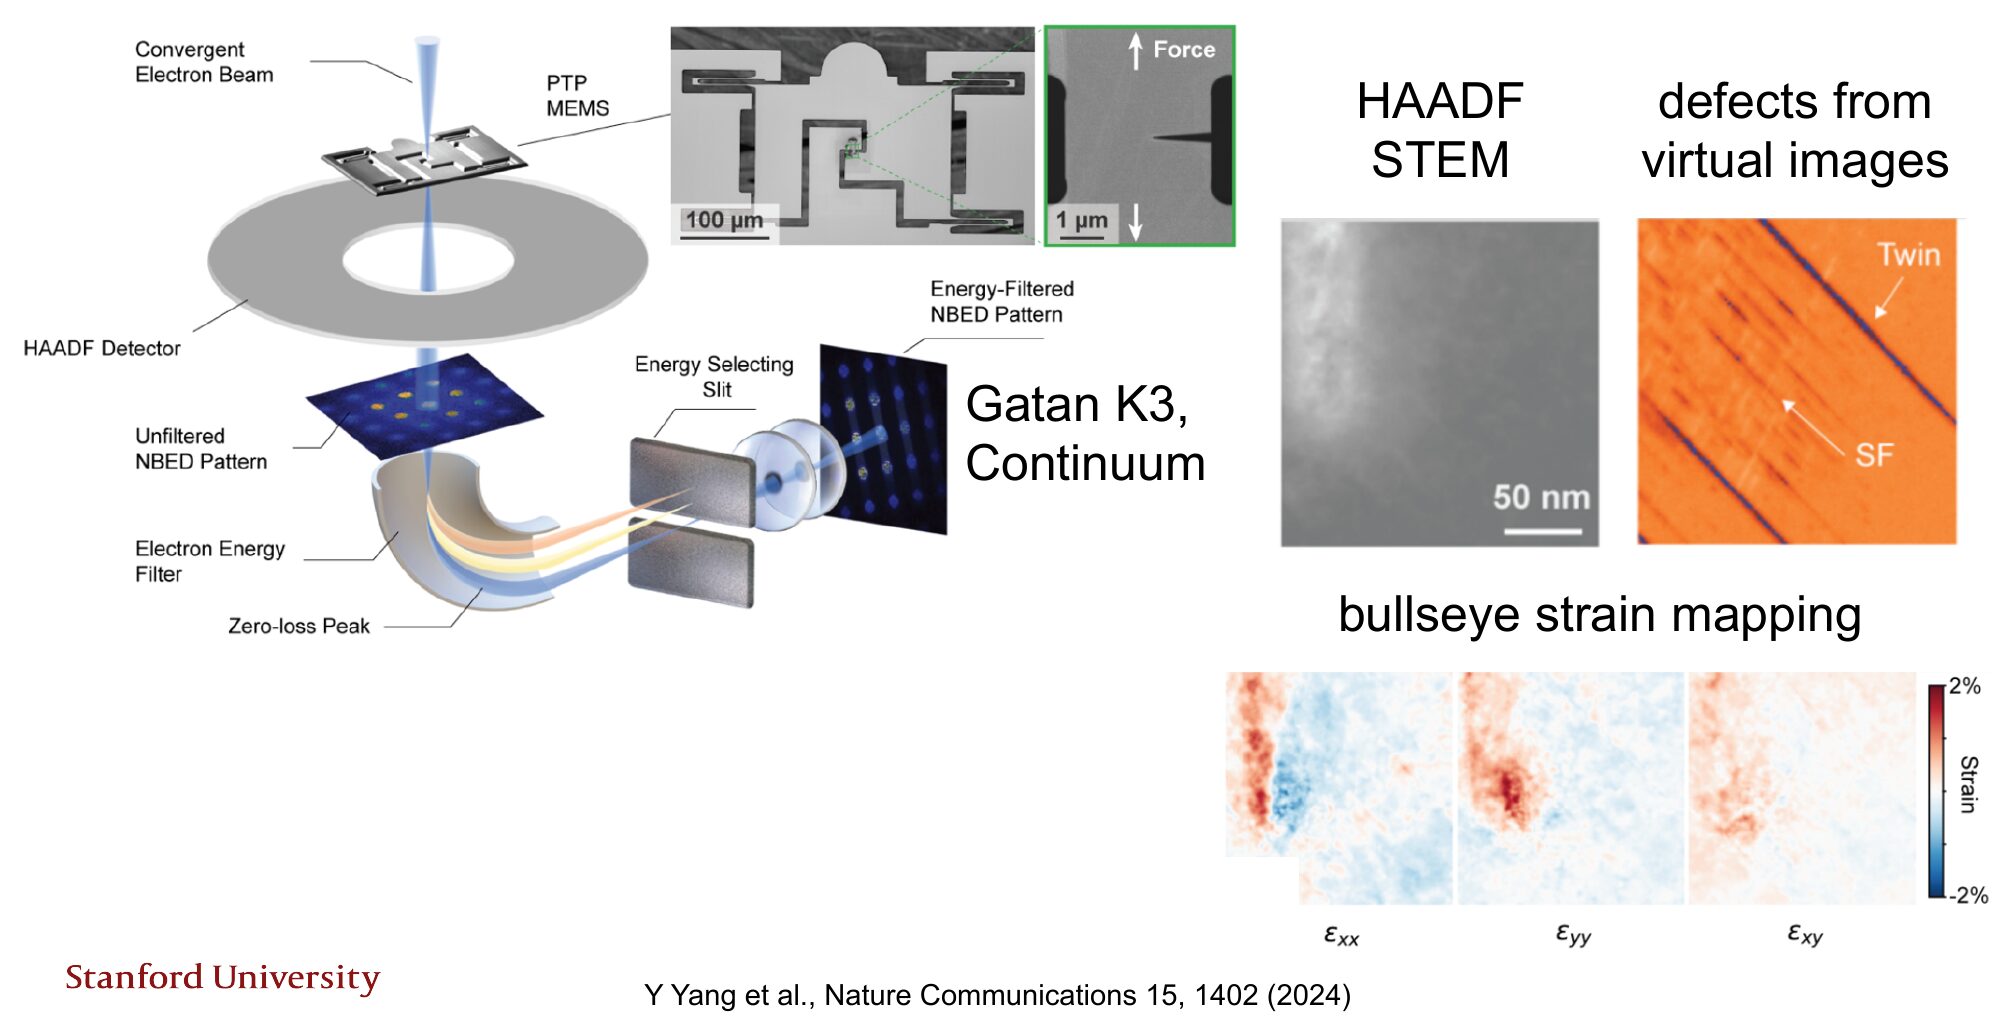 Convergent
Electron Beam
PTP
MEMS
100 µm
Force
1 µm
HAADF Detector
Unfiltered
NBED Pattern
Electron Energy
Filter
Zero-loss Peak
Energy Selecting
Slit
Energy-Filtered
NBED Pattern
Gatan K3,
Continuum
HAADF
STEM
50 nm
defects from
virtual images
Twin
SF
bullseye strain mapping
2%
Strain
-2%
εxx
εyy
εxy
Stanford University
Y Yang et al., Nature Communications 15, 1402 (2024)